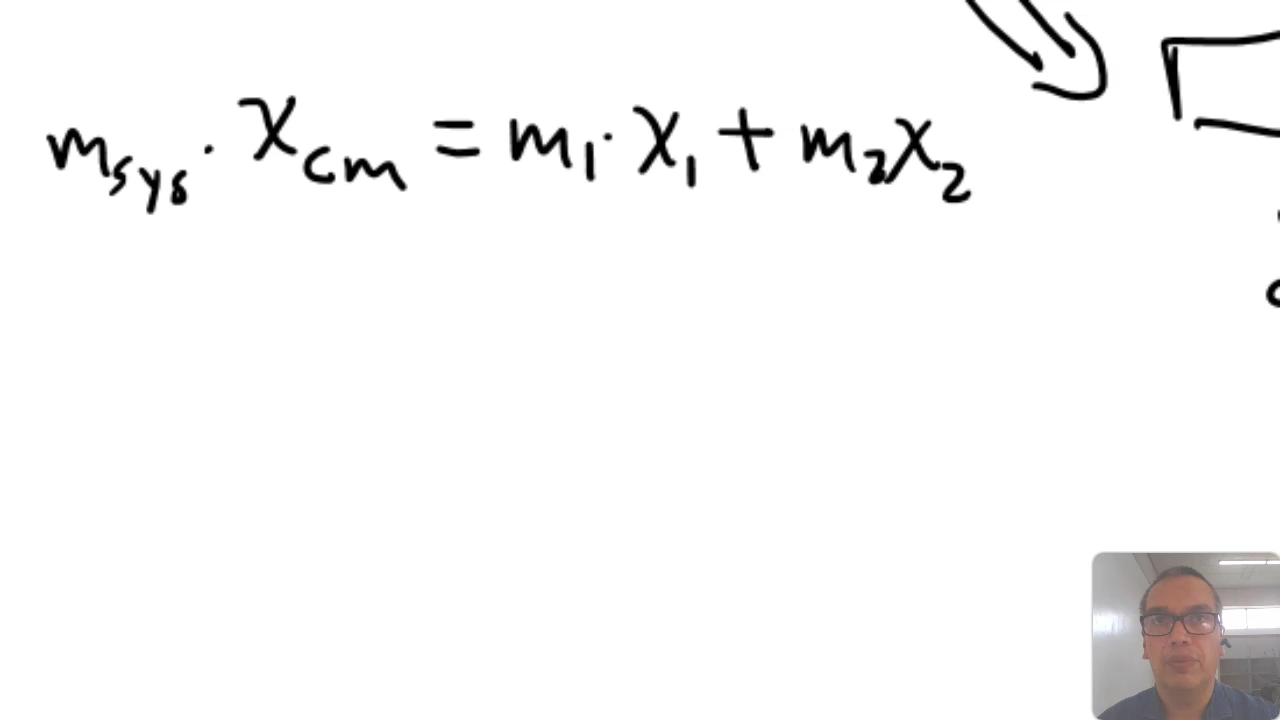 m_sys · x_cm = m_1 · x_1 + m_2 x_2